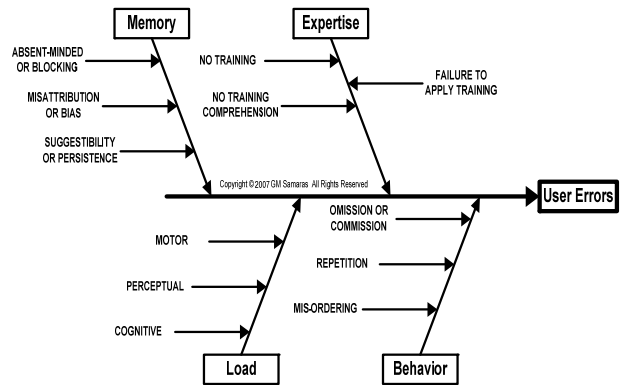 Memory
Expertise
ABSENT-MINDED
OR BLOCKING
NO TRAINING
FAILURE TO
APPLY TRAINING
MISATTRIBUTION
OR BIAS
NO TRAINING
COMPREHENSION
SUGGESTIBILITY
OR PERSISTENCE
Copyright ©2007 GM Samaras All Rights Reserved
User Errors
OMISSION OR
COMMISSION
MOTOR
REPETITION
PERCEPTUAL
MIS-ORDERING
COGNITIVE
Load
Behavior